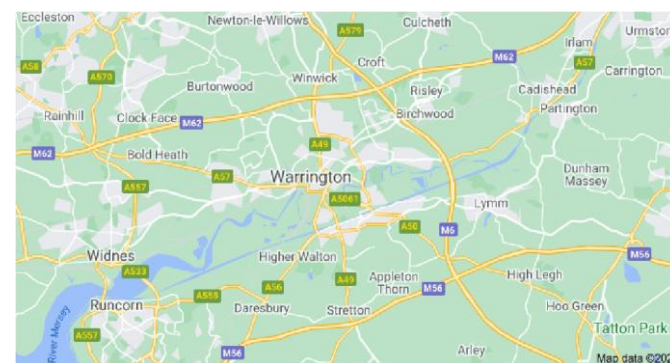 Eccleston
Newton-le-Willows
A579
Culcheth
Urmston
Irlam
Croft
M62
A57
A58
A570
Winwick
Risley
Carrington
Burtonwood
Cadishead
Rainhill
Clock Face
Birchwood
Partington
M62
A49
M62
Bold Heath
A57
Warrington
Dunham
Massey
A557
A5061
Lymm
A50
M6
Widnes
Higher Walton
M56
A533
A49
Appleton
Thorn
High Legh
A56
M56
Runcorn
A558
Daresbury
Stretton
Hoo Green
River Mersey
A557
Tatton Park
M56
Arley
Map data ©20